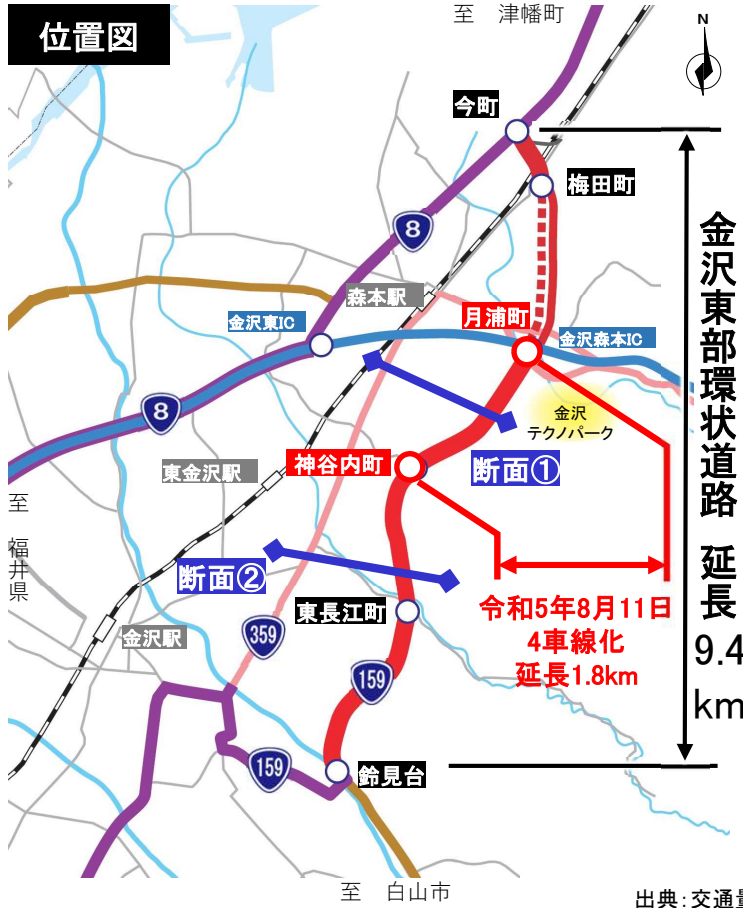 位置図
至 津幡町
N
今町
梅田町
8
森本駅
月浦町
金沢東IC
金沢森本IC
8
金沢
テクノパーク
神谷内町
断面①
東金沢駅
至
福井県
断面②
東長江町
金沢駅
359
159
159
鈴見台
令和5年8月11日
4車線化
延長1.8km
金沢東部環状道路 延長
9.4
km
至 白山市
出典：交通量